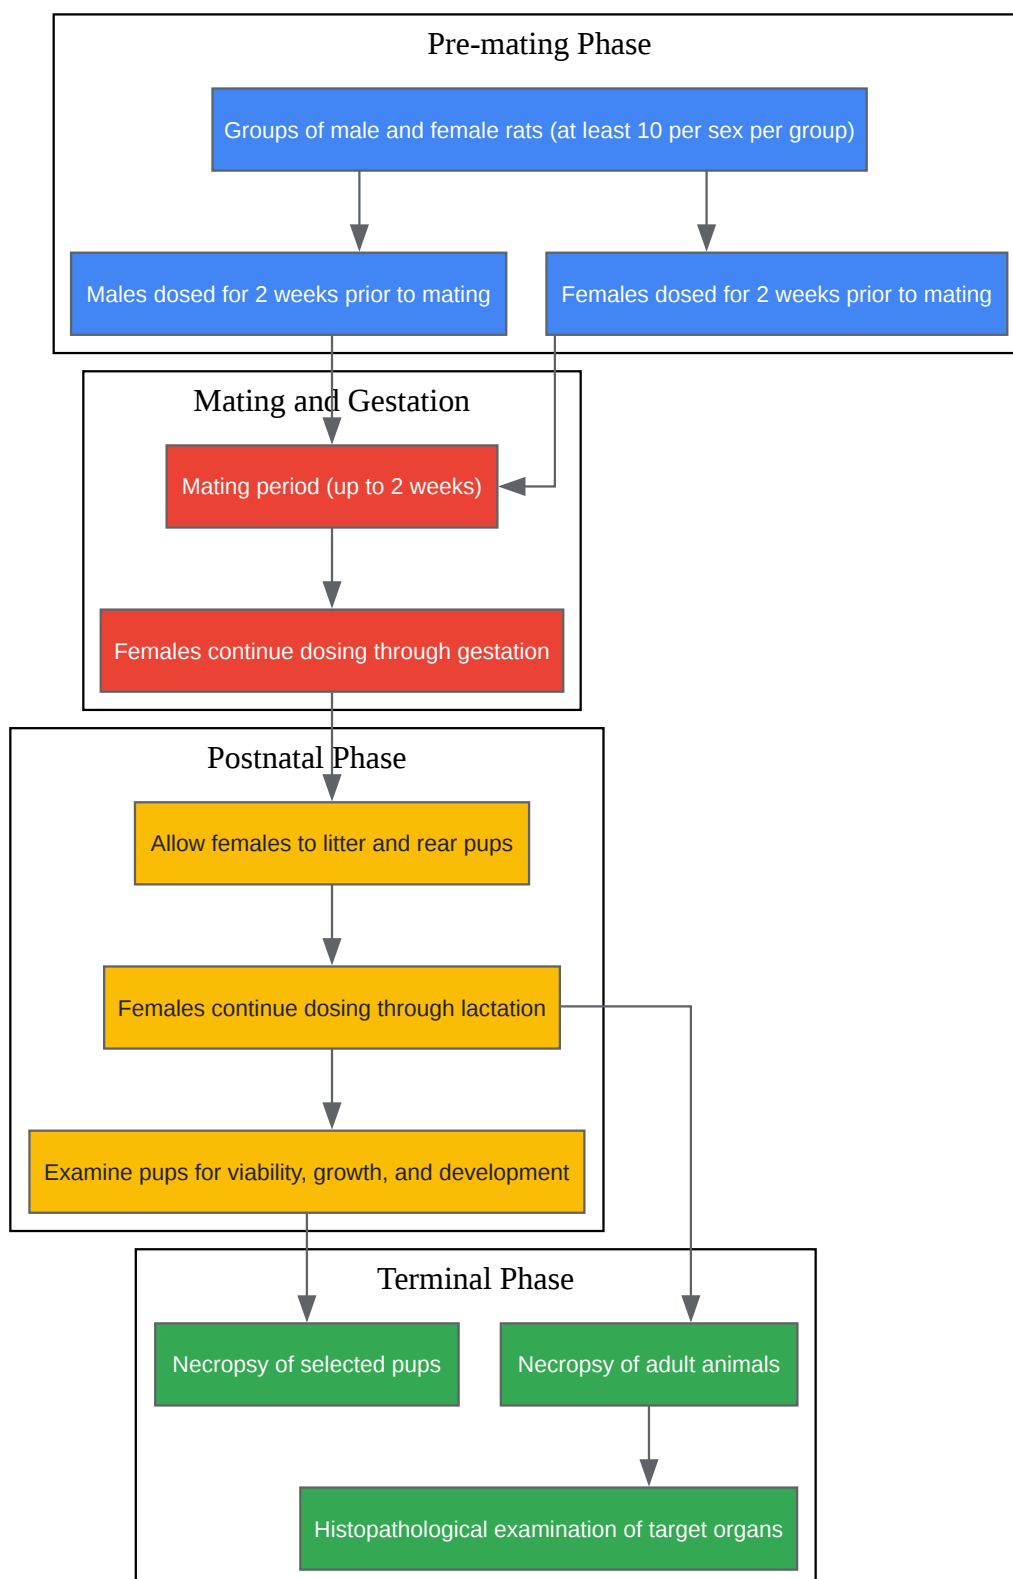 Pre-mating Phase
Groups of male and female rats (at least 10 per sex per group)
Males dosed for 2 weeks prior to mating
Females dosed for 2 weeks prior to mating
Mating and Gestation
Mating period (up to 2 weeks)
Females continue dosing through gestation
Postnatal Phase
Allow females to litter and rear pups
Females continue dosing through lactation
Examine pups for viability, growth, and development
Terminal Phase
Necropsy of selected pups
Necropsy of adult animals
Histopathological examination of target organs